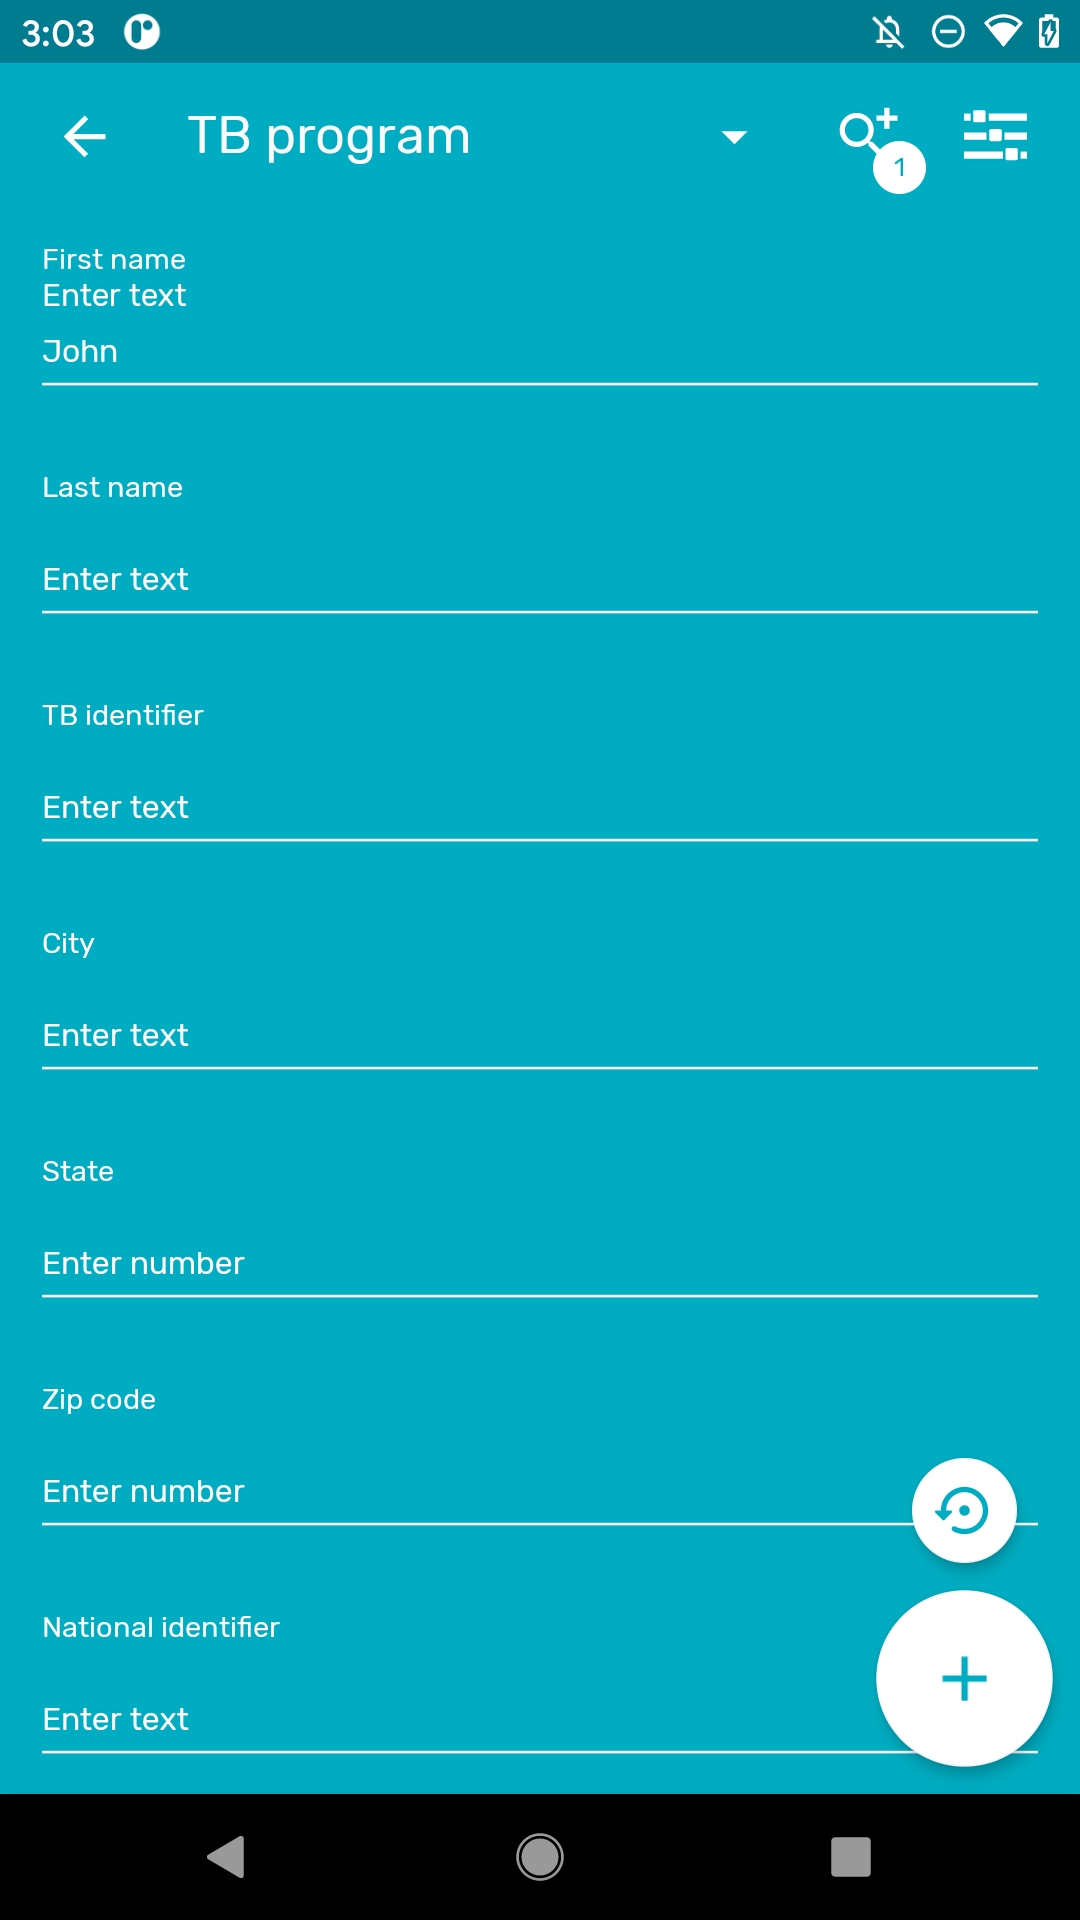 3:03
TB program
1
First name
Enter text
John
Last name
Enter text
TB identifier
Enter text
City
Enter text
State
Enter number
Zip code
Enter number
National identifier
Enter text